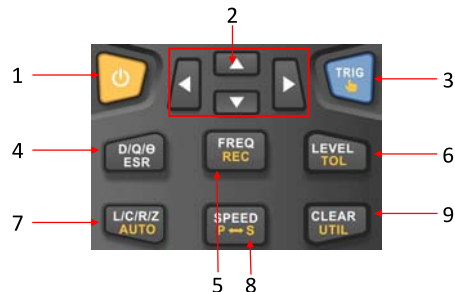 2
1
TRIG
3
4
D/Q/θ
ESR
FREQ
REC
LEVEL
TOL
6
7
L/C/R/Z
AUTO
SPEED
P ↔ S
CLEAR
UTIL
9
5
8